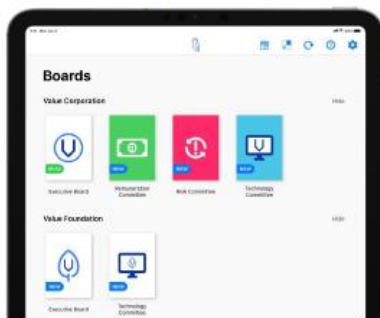 Boards
Value Corporation
Hide
NEW
NEW
NEW
Executive Board
Remuneration
Committee
Risk Committee
Technology
Committee
Value Foundation
Hide
NEW
NEW
Executive Board
Technology
Committee